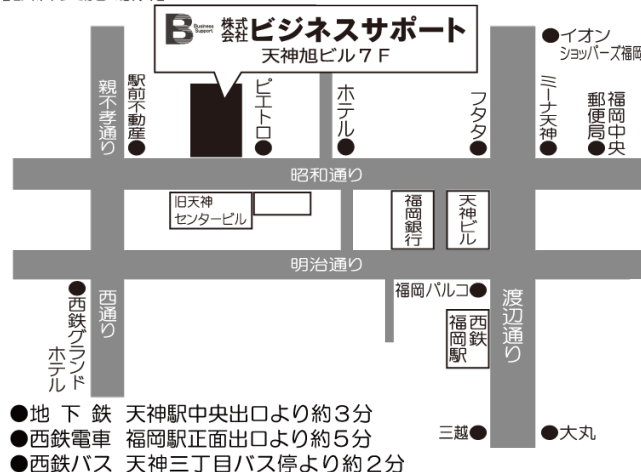 Business
Support
株式会社ビジネスサポート
天神旭ビル7F
親不孝通り
駅前不動産
ピエトロ
ホテル
フタタ
イオン
ショッパーズ福岡
ミーナ天神
福岡中央
郵便局
昭和通り
旧天神
センタービル
福岡銀行
天神ビル
明治通り
西鉄グランド
ホテル
西通り
福岡パルコ
西鉄
福岡駅
渡辺通り
三越
大丸
●地下鉄 天神駅中央出口より約3分
●西鉄電車 福岡駅正面出口より約5分
●西鉄バス 天神三丁目バス停より約2分